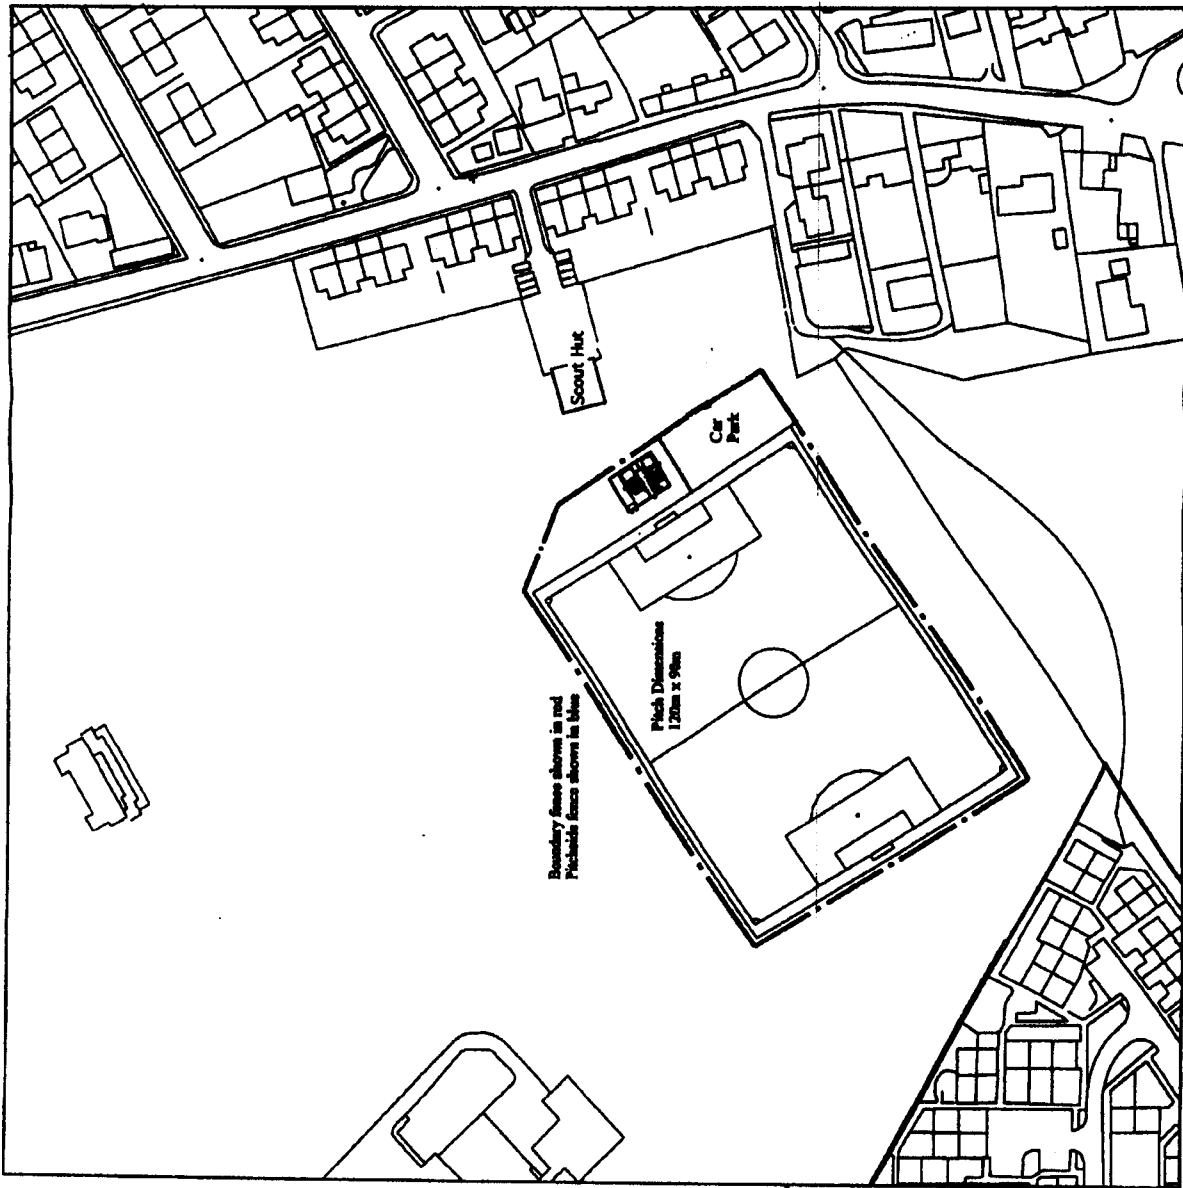 Scout Hut
Car
Park
Pitch Dimensions
120m x 90m
Boundary fence shown in red
Pitchside fence shown in blue